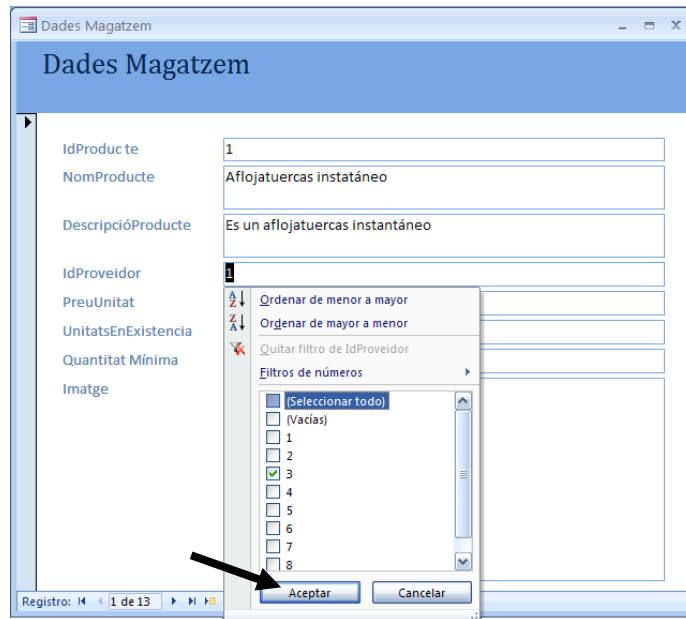 Dades Magatzem
Dades Magatzem
IdProducte 1
NomProducte Aflojatuercas instatáneo
DescripcióProducte Es un aflojatuercas instantáneo
IdProveidor 1
PreuUnitat
UnitatsEnExistencia
Quantitat Mínima
Imatge
Ordenar de menor a mayor
Ordenar de mayor a menor
Quitar filtro de IdProveidor
Filtros de números
(Seleccionar todo)
(Vacías)
1
2
3
4
5
6
7
8
Aceptar Cancelar
Registro: 1 de 13